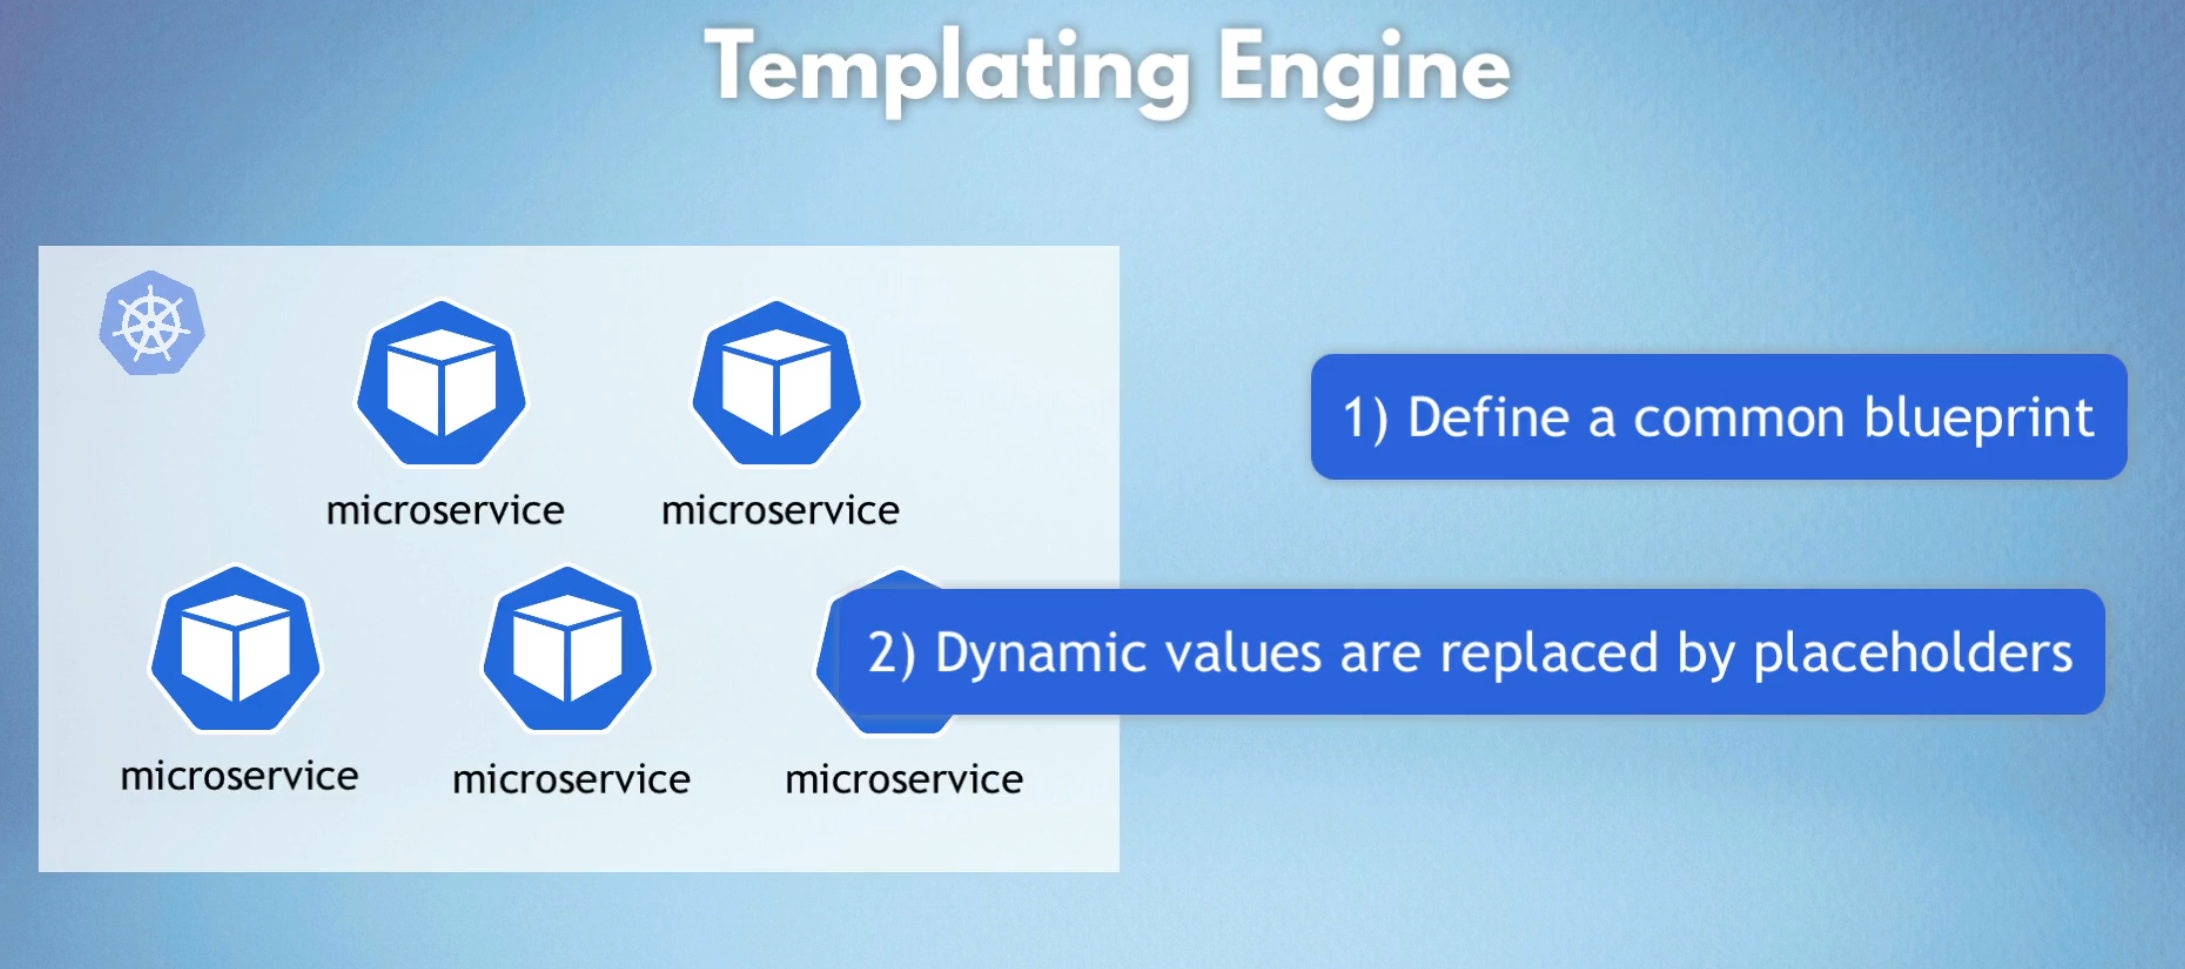 Templating Engine
microservice
microservice
microservice
microservice
microservice
1) Define a common blueprint
2) Dynamic values are replaced by placeholders